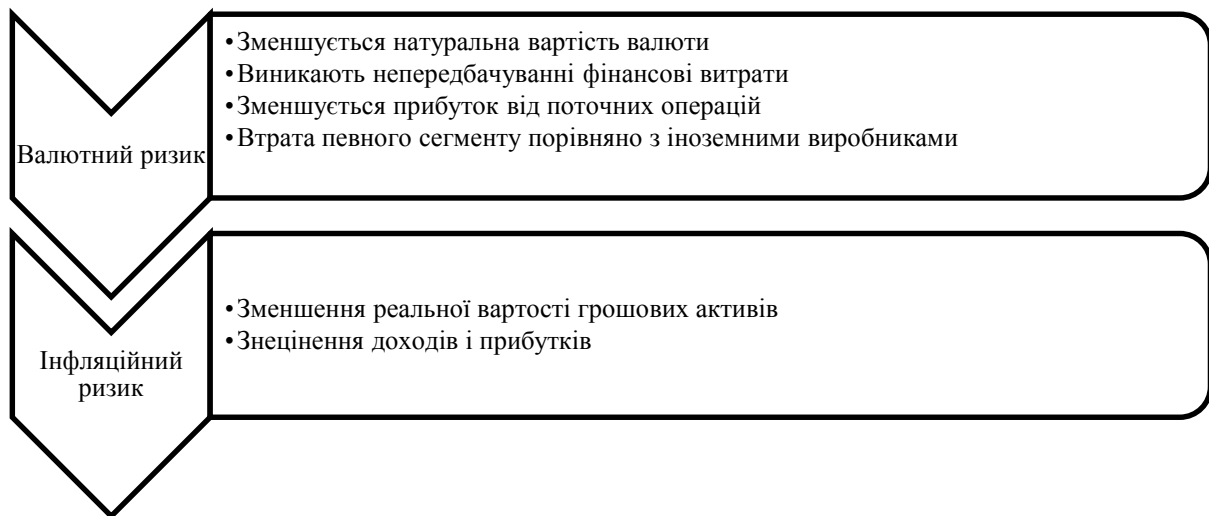 Валютний ризик
•Зменшується натуральна вартість валюти
•Виникають непередбачуванні фінансові витрати
•Зменшується прибуток від поточних операцій
•Втрата певного сегменту порівняно з іноземними виробниками
Інфляційний
ризик
•Зменшення реальної вартості грошових активів
•Знецінення доходів і прибутків